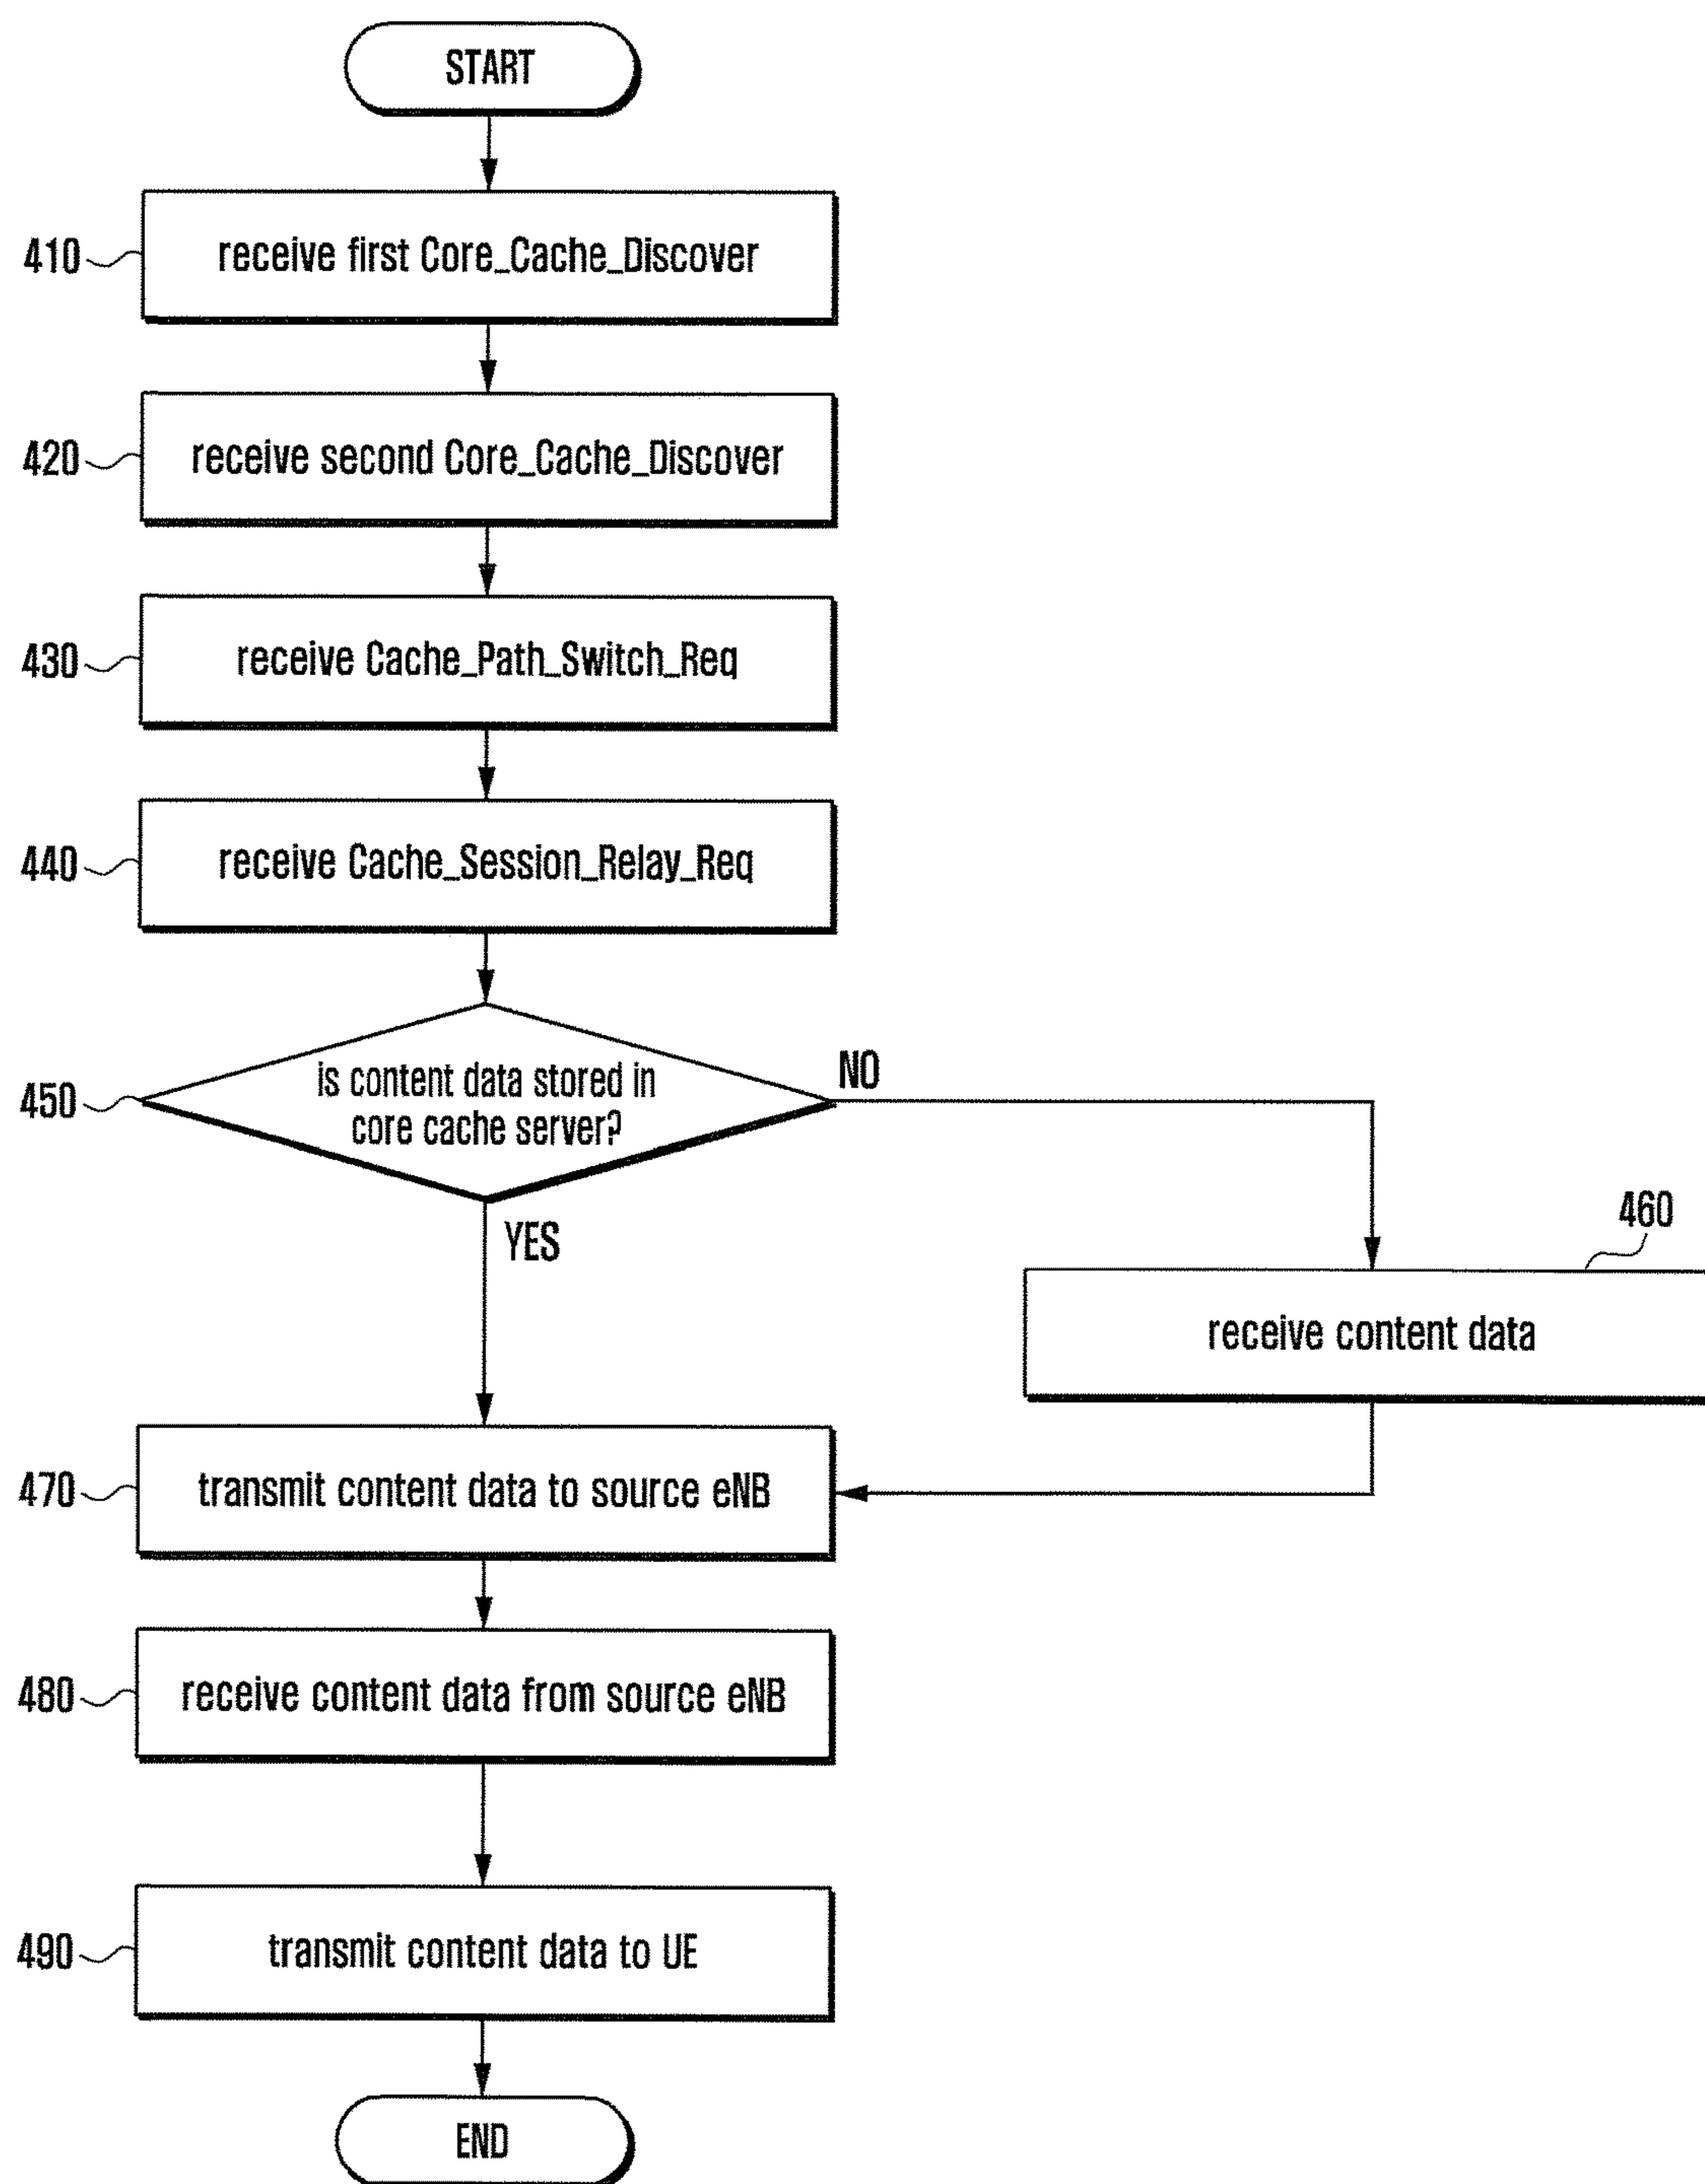 START
410
receive first Core_Cache_Discover
420
receive second Core_Cache_Discover
430
receive Cache_Path_Switch_Req
440
receive Cache_Session_Relay_Req
450
is content data stored in
core cache server?
NO
YES
460
receive content data
470
transmit content data to source eNB
480
receive content data from source eNB
490
transmit content data to UE
END